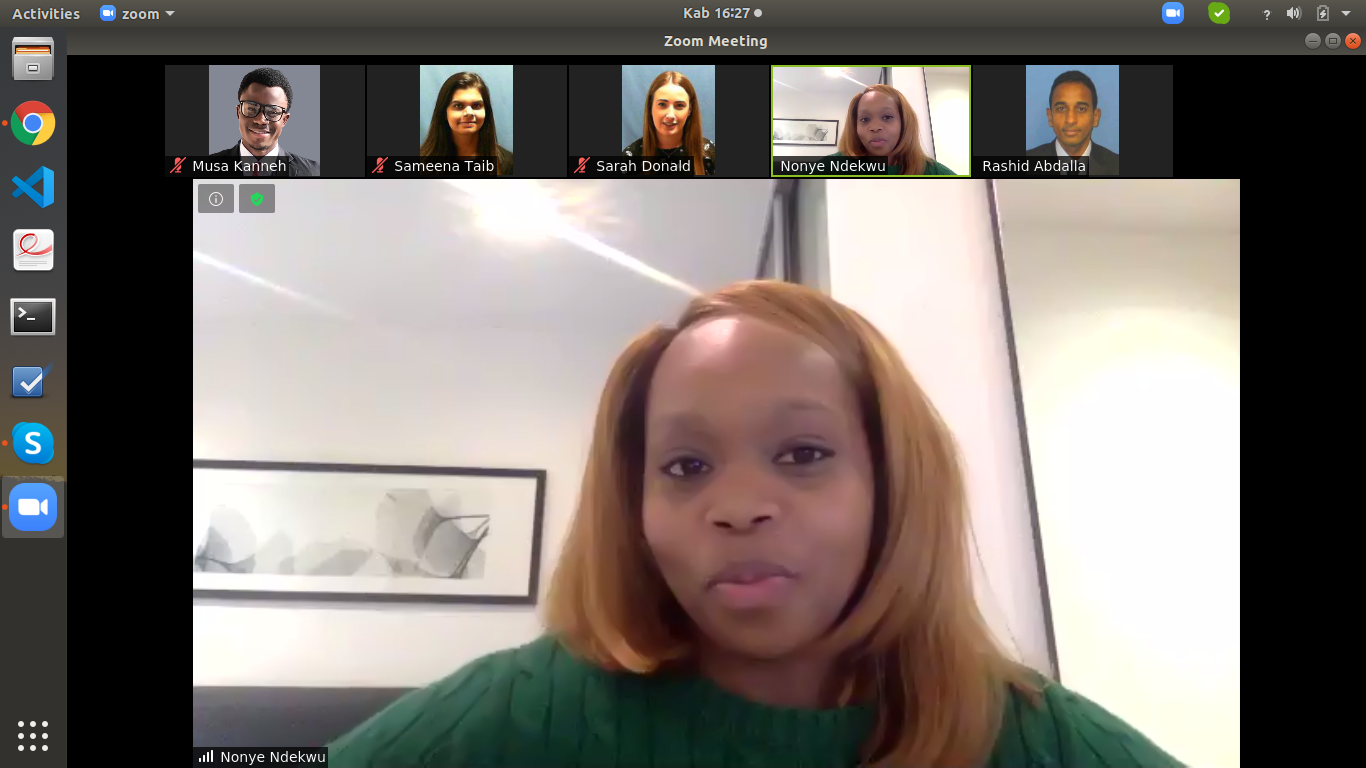 Activities
zoom
Kab 16:27
?
Zoom Meeting
Musa Kanneh
Sameena Taib
Sarah Donald
Nonye Ndekwu
Rashid Abdalla
S
>_
Nonye Ndekwu